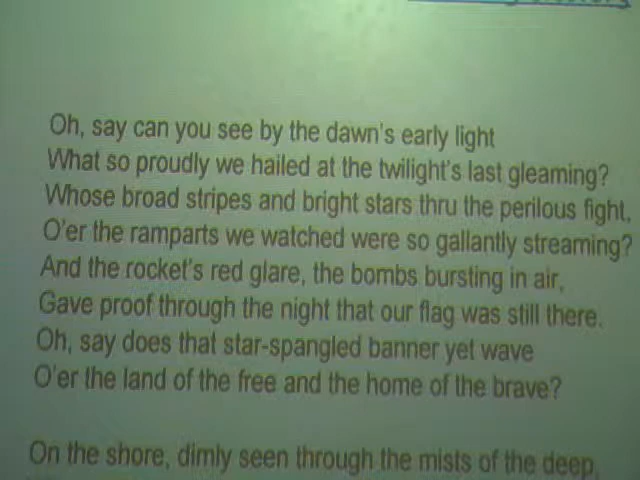 Oh, say can you see by the dawn's early light
What so proudly we hailed at the twilight's last gleaming?
Whose broad stripes and bright stars thru the perilous fight,
O'er the ramparts we watched were so gallantly streaming?
And the rocket's red glare, the bombs bursting in air,
Gave proof through the night that our flag was still there.
Oh, say does that star-spangled banner yet wave
O'er the land of the free and the home of the brave?
On the shore, dimly seen through the mists of the deep,